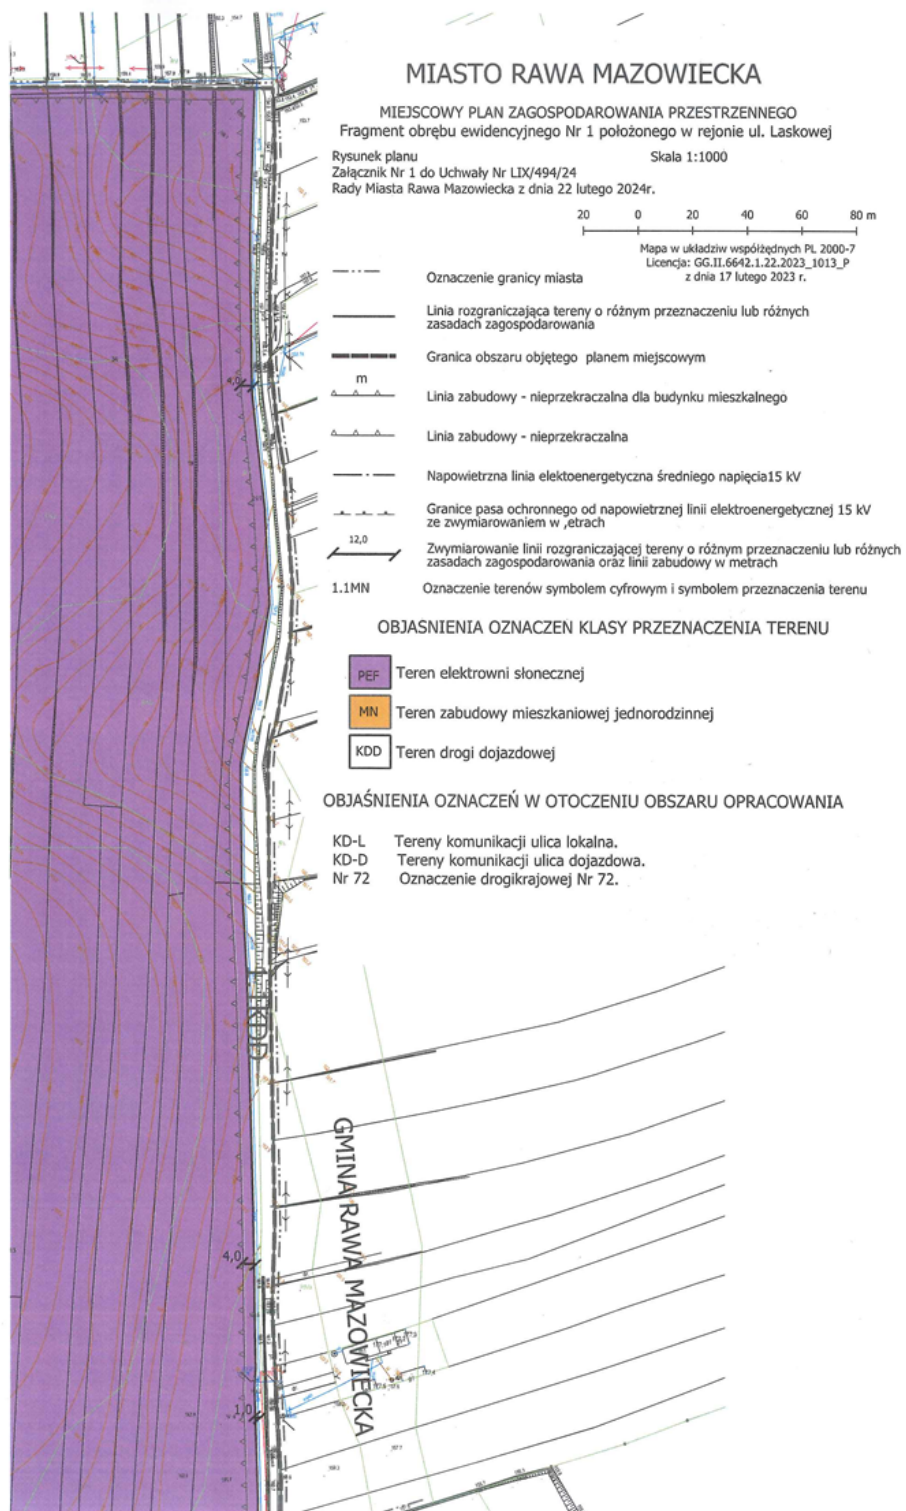 MIASTO RAWA MAZOWIECKA
MIEJSCOWY PLAN ZAGOSPODAROWANIA PRZESTRZENNEGO
Fragment obrębu ewidencyjnego Nr 1 położonego w rejonie ul. Laskowej
Rysunek planu
Skala 1:1000
Załącznik Nr 1 do Uchwały Nr LIX/494/24
Rady Miasta Rawa Mazowiecka z dnia 22 lutego 2024r.
20 0 20 40 60 80 m
Mapa w układziw współżędnych PL 2000-7
Licencja: GG.II.6642.1.22.2023_1013_P
z dnia 17 lutego 2023 r.
Oznaczenie granicy miasta
Linia rozgraniczająca tereny o różnym przeznaczeniu lub różnych
zasadach zagospodarowania
Granica obszaru objętego planem miejscowym
m
Linia zabudowy - nieprzekraczalna dla budynku mieszkalnego
Linia zabudowy - nieprzekraczalna
Napowietrzna linia elektoenergetyczna średniego napięcia15 kV
Granice pasa ochronnego od napowietrznej linii elektroenergetycznej 15 kV
ze zwymiarowaniem w ,etrach
12,0
Zwymiarowanie linii rozgraniczającej tereny o różnym przeznaczeniu lub różnych
zasadach zagospodarowania oraz linii zabudowy w metrach
1.1MN
Oznaczenie terenów symbolem cyfrowym i symbolem przeznaczenia terenu
OBJASNIENIA OZNACZEN KLASY PRZEZNACZENIA TERENU
PEF Teren elektrowni słonecznej
MN Teren zabudowy mieszkaniowej jednorodzinnej
KDD Teren drogi dojazdowej
OBJAŚNIENIA OZNACZEŃ W OTOCZENIU OBSZARU OPRACOWANIA
KD-L Tereny komunikacji ulica lokalna.
KD-D Tereny komunikacji ulica dojazdowa.
Nr 72 Oznaczenie drogikrajowej Nr 72.
4,0
KDD
GMINA RAWA MAZOWIECKA
4,0
1,0